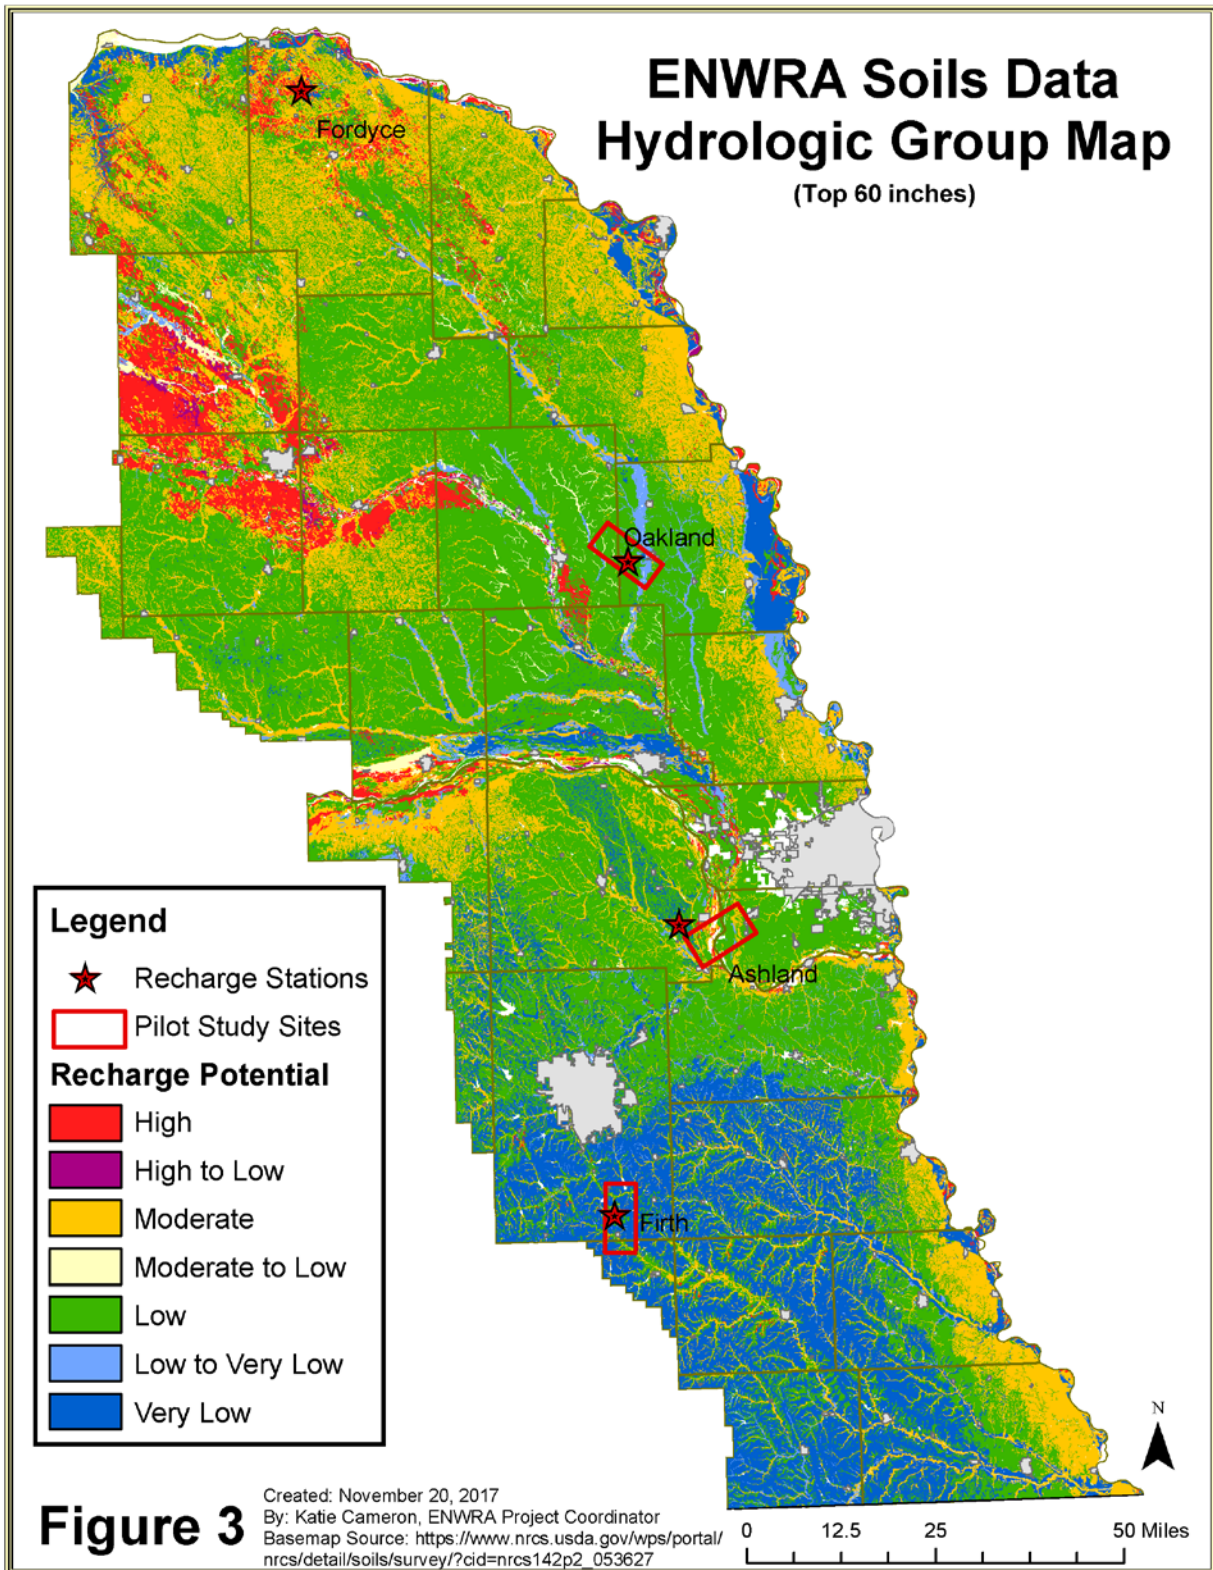 ENWRA Soils Data
Hydrologic Group Map
(Top 60 inches)
Fordyce
Oakland
Ashland
Firth
Legend
Recharge Stations
Pilot Study Sites
Recharge Potential
High
High to Low
Moderate
Moderate to Low
Low
Low to Very Low
Very Low
N
Figure 3
Created: November 20, 2017
By: Katie Cameron, ENWRA Project Coordinator
Basemap Source: https://www.nrcs.usda.gov/wps/portal/
nrcs/detail/soils/survey/?cid=nrcs142p2_053627
0 12.5 25 50 Miles